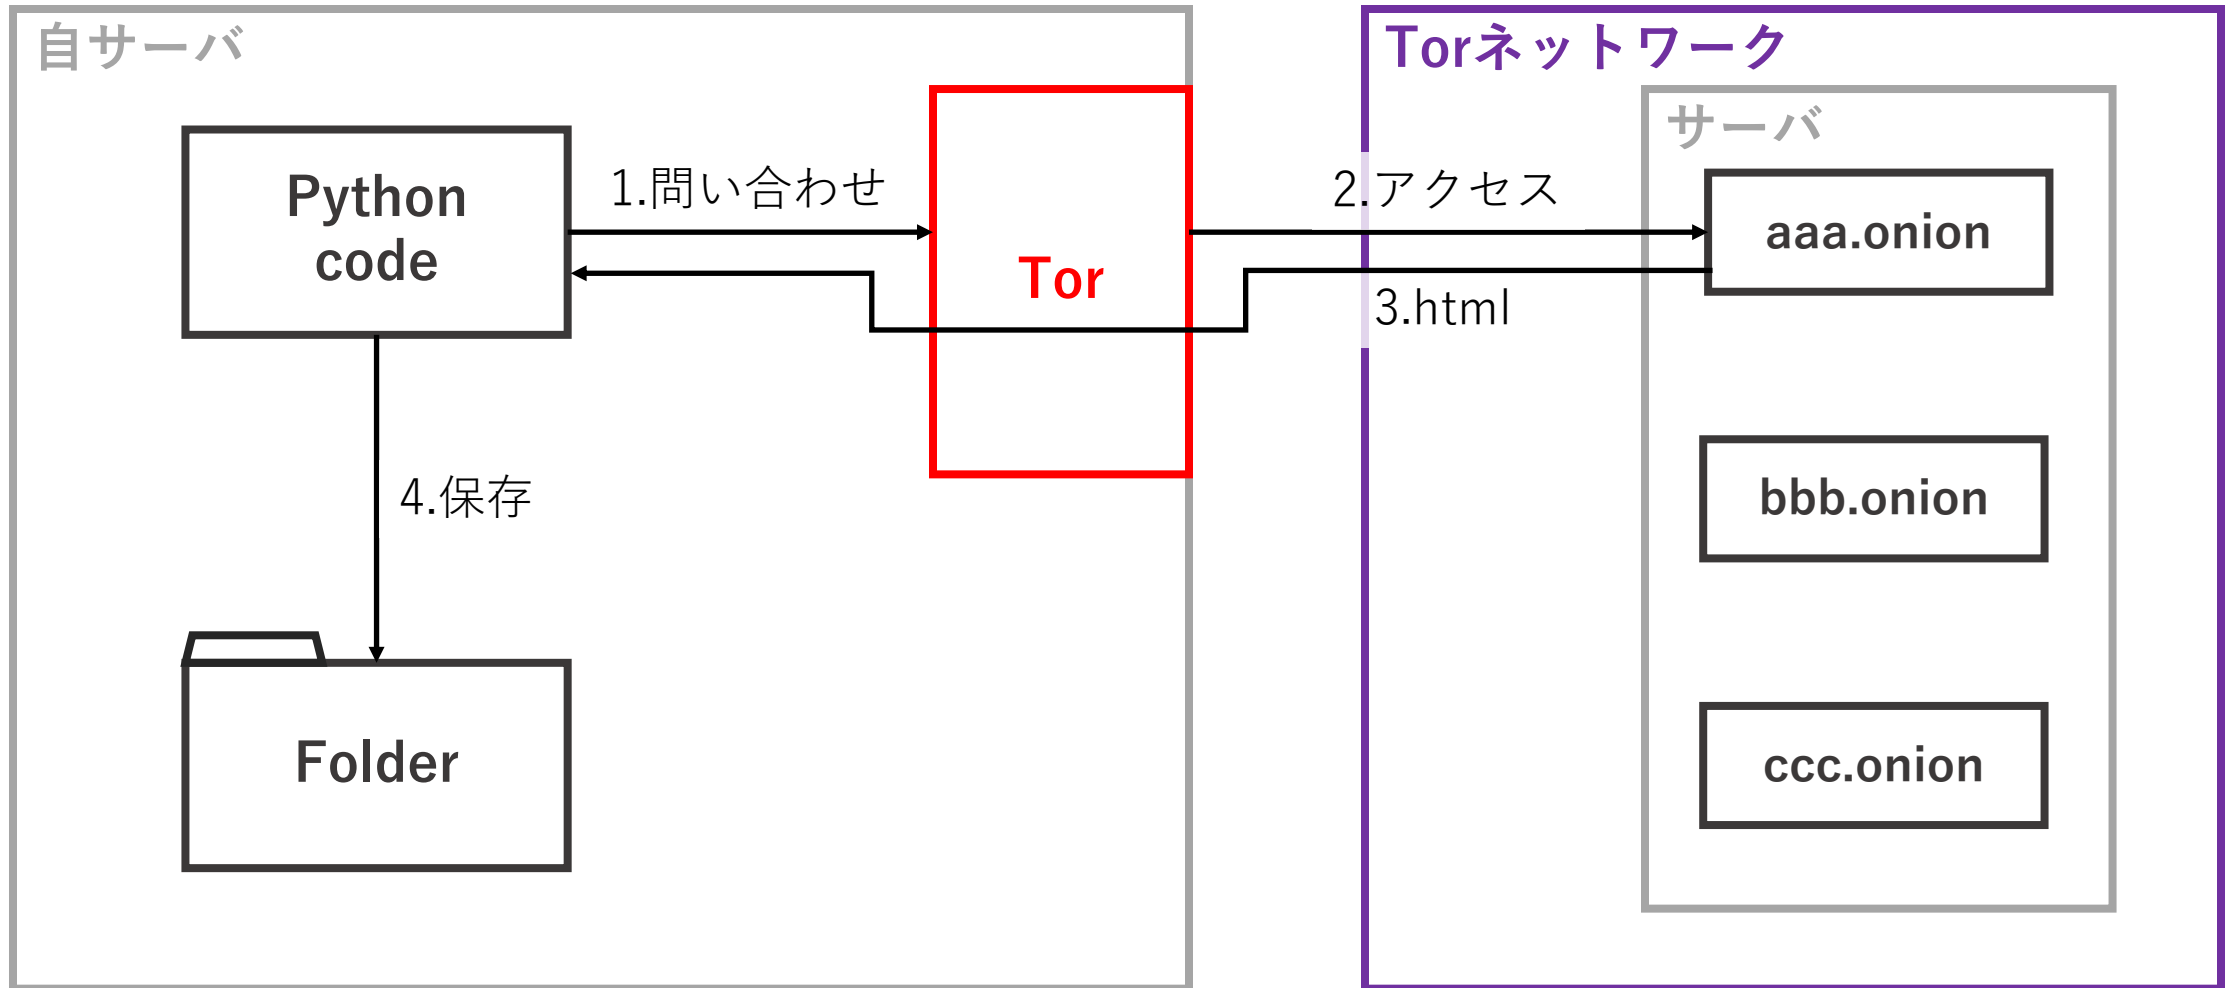 自サーバ
Torネットワーク
サーバ
Python
code
1.問い合わせ
Tor
2.アクセス
3.html
aaa.onion
bbb.onion
ccc.onion
4.保存
Folder